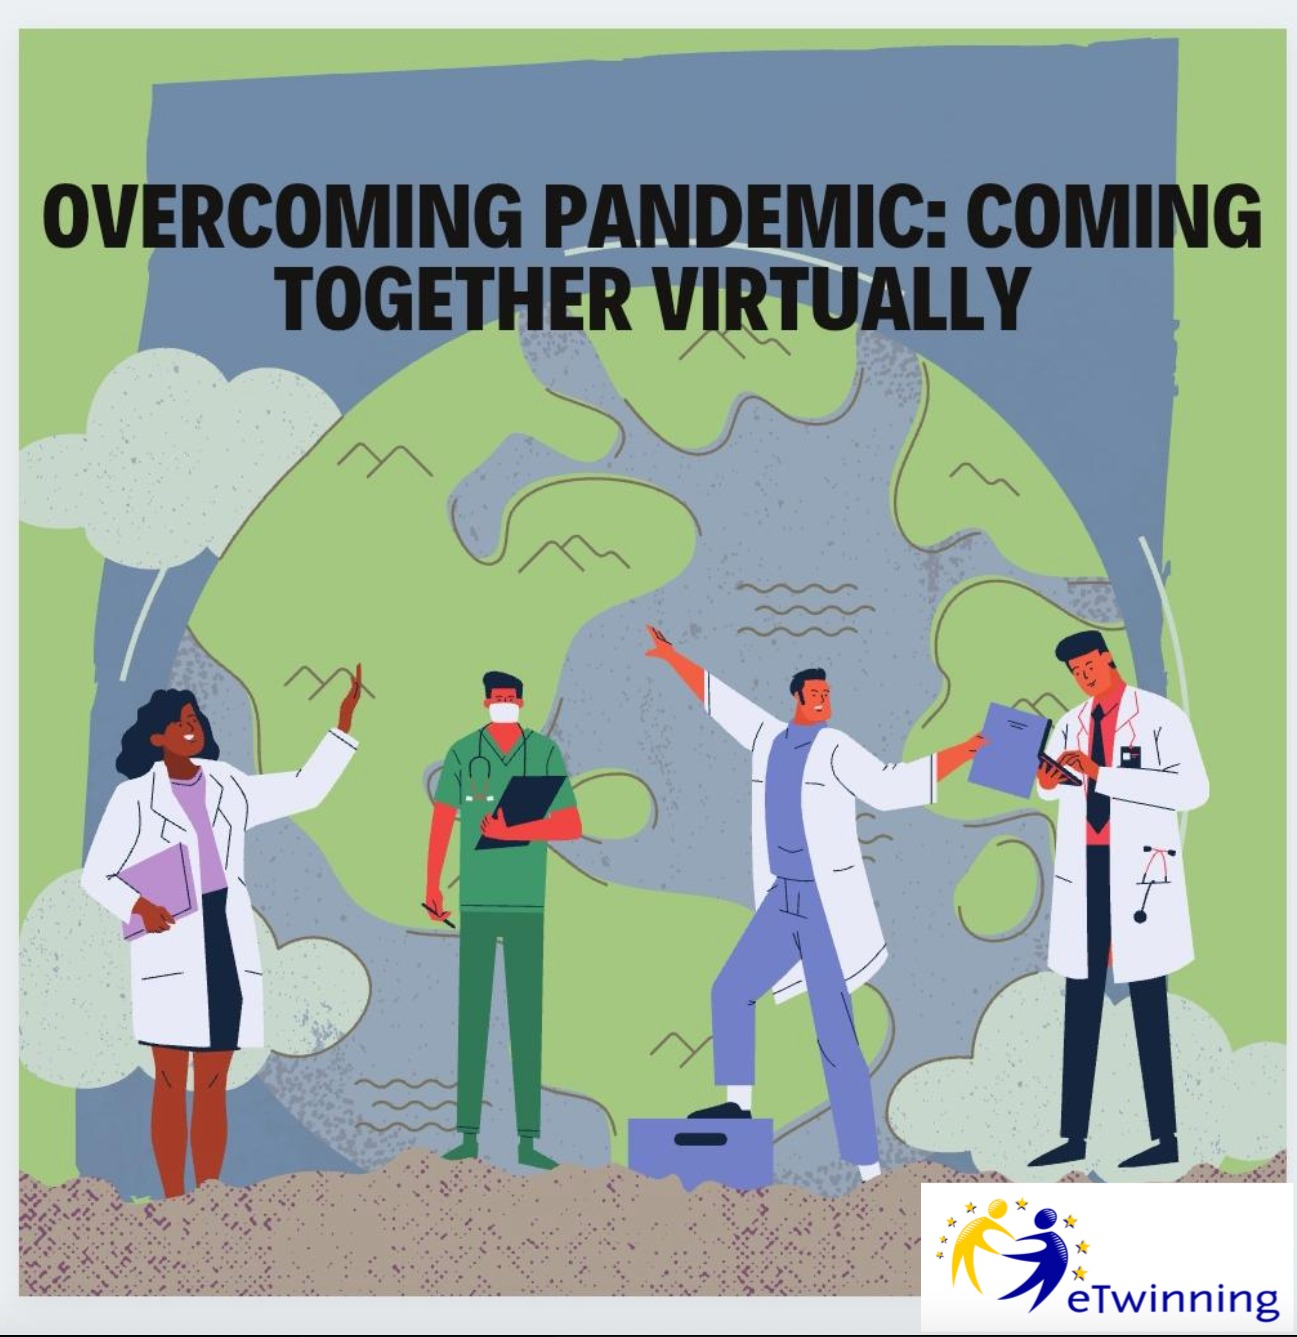 OVERCOMING PANDEMIC: COMING
TOGETHER VIRTUALLY
eTwinning